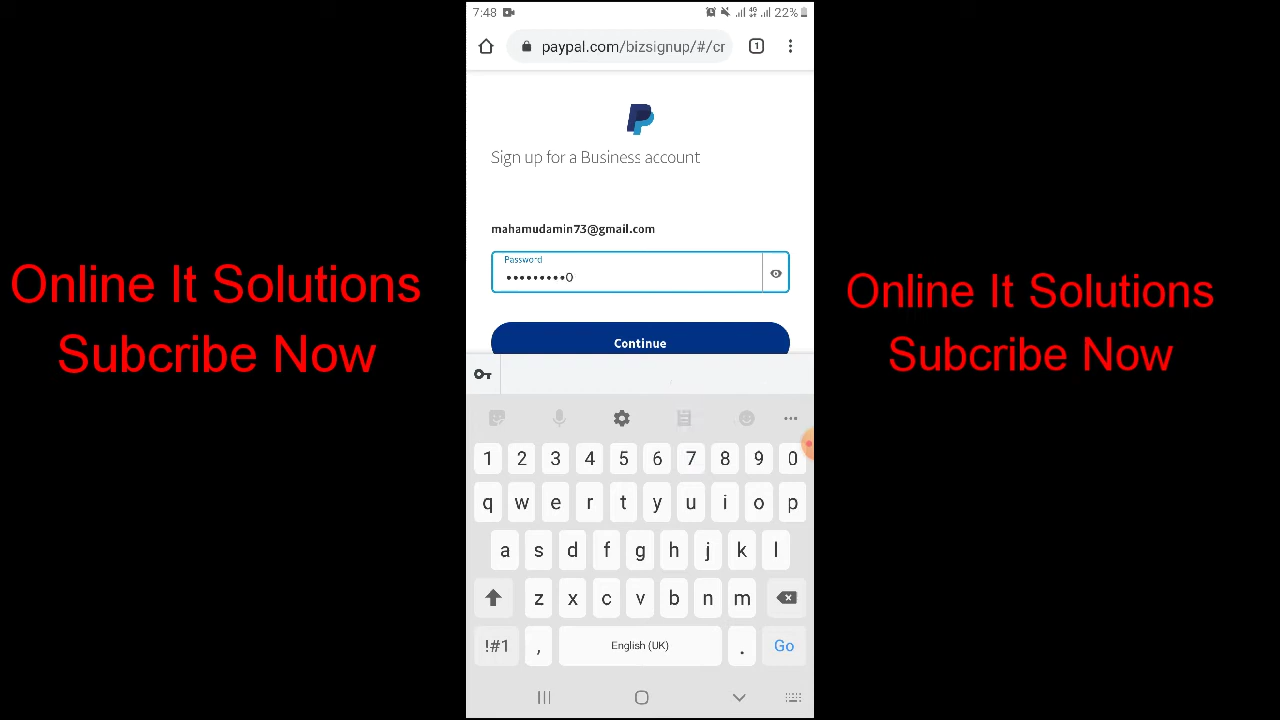 7:48
4G
22%
paypal.com/bizsignup/#/cr
1
Sign up for a Business account
mahamudamin73@gmail.com
Password
•••••••••0
Continue
Online It Solutions
Subcribe Now
Online It Solutions
Subcribe Now
1 2 3 4 5 6 7 8 9 0
q w e r t y u i o p
a s d f g h j k l
z x c v b n m
!#1 , English (UK) . Go